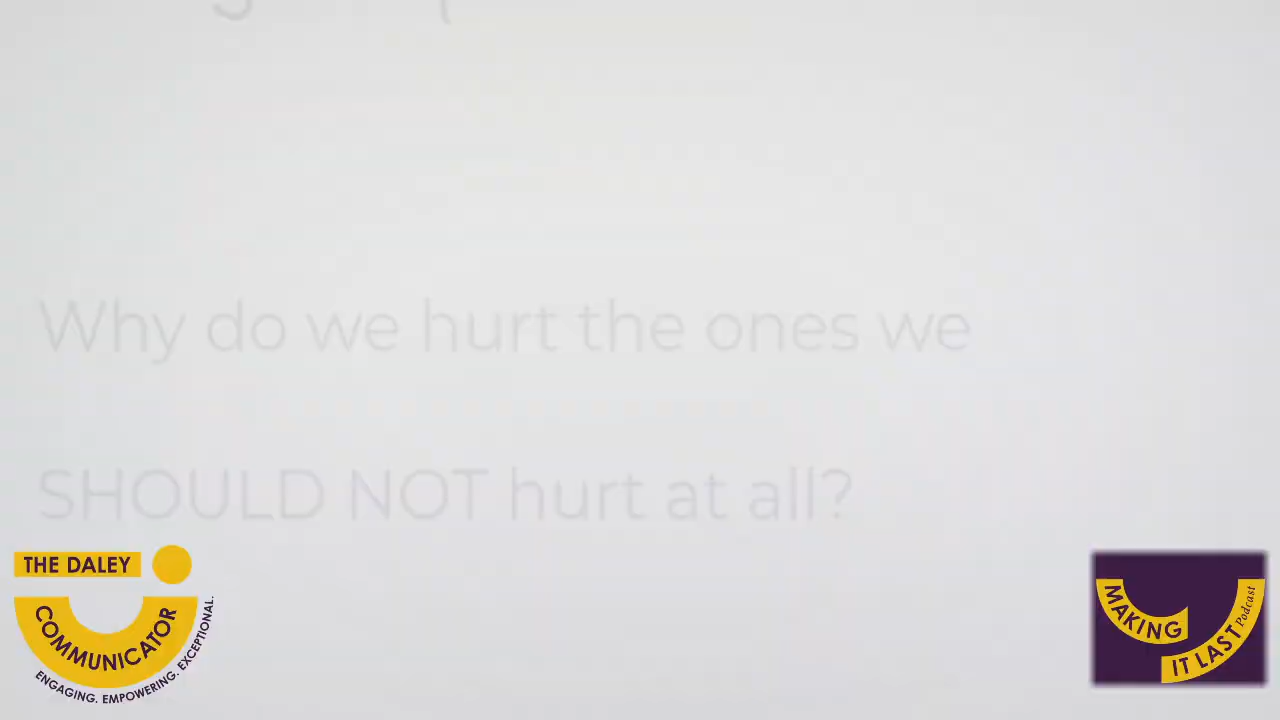 Why do we hurt the ones we
SHOULD NOT hurt at all?
THE DALEY
COMMUNICATOR
ENGAGING. EMPOWERING. EXCEPTIONAL.
MAKING
IT LAST Podcast